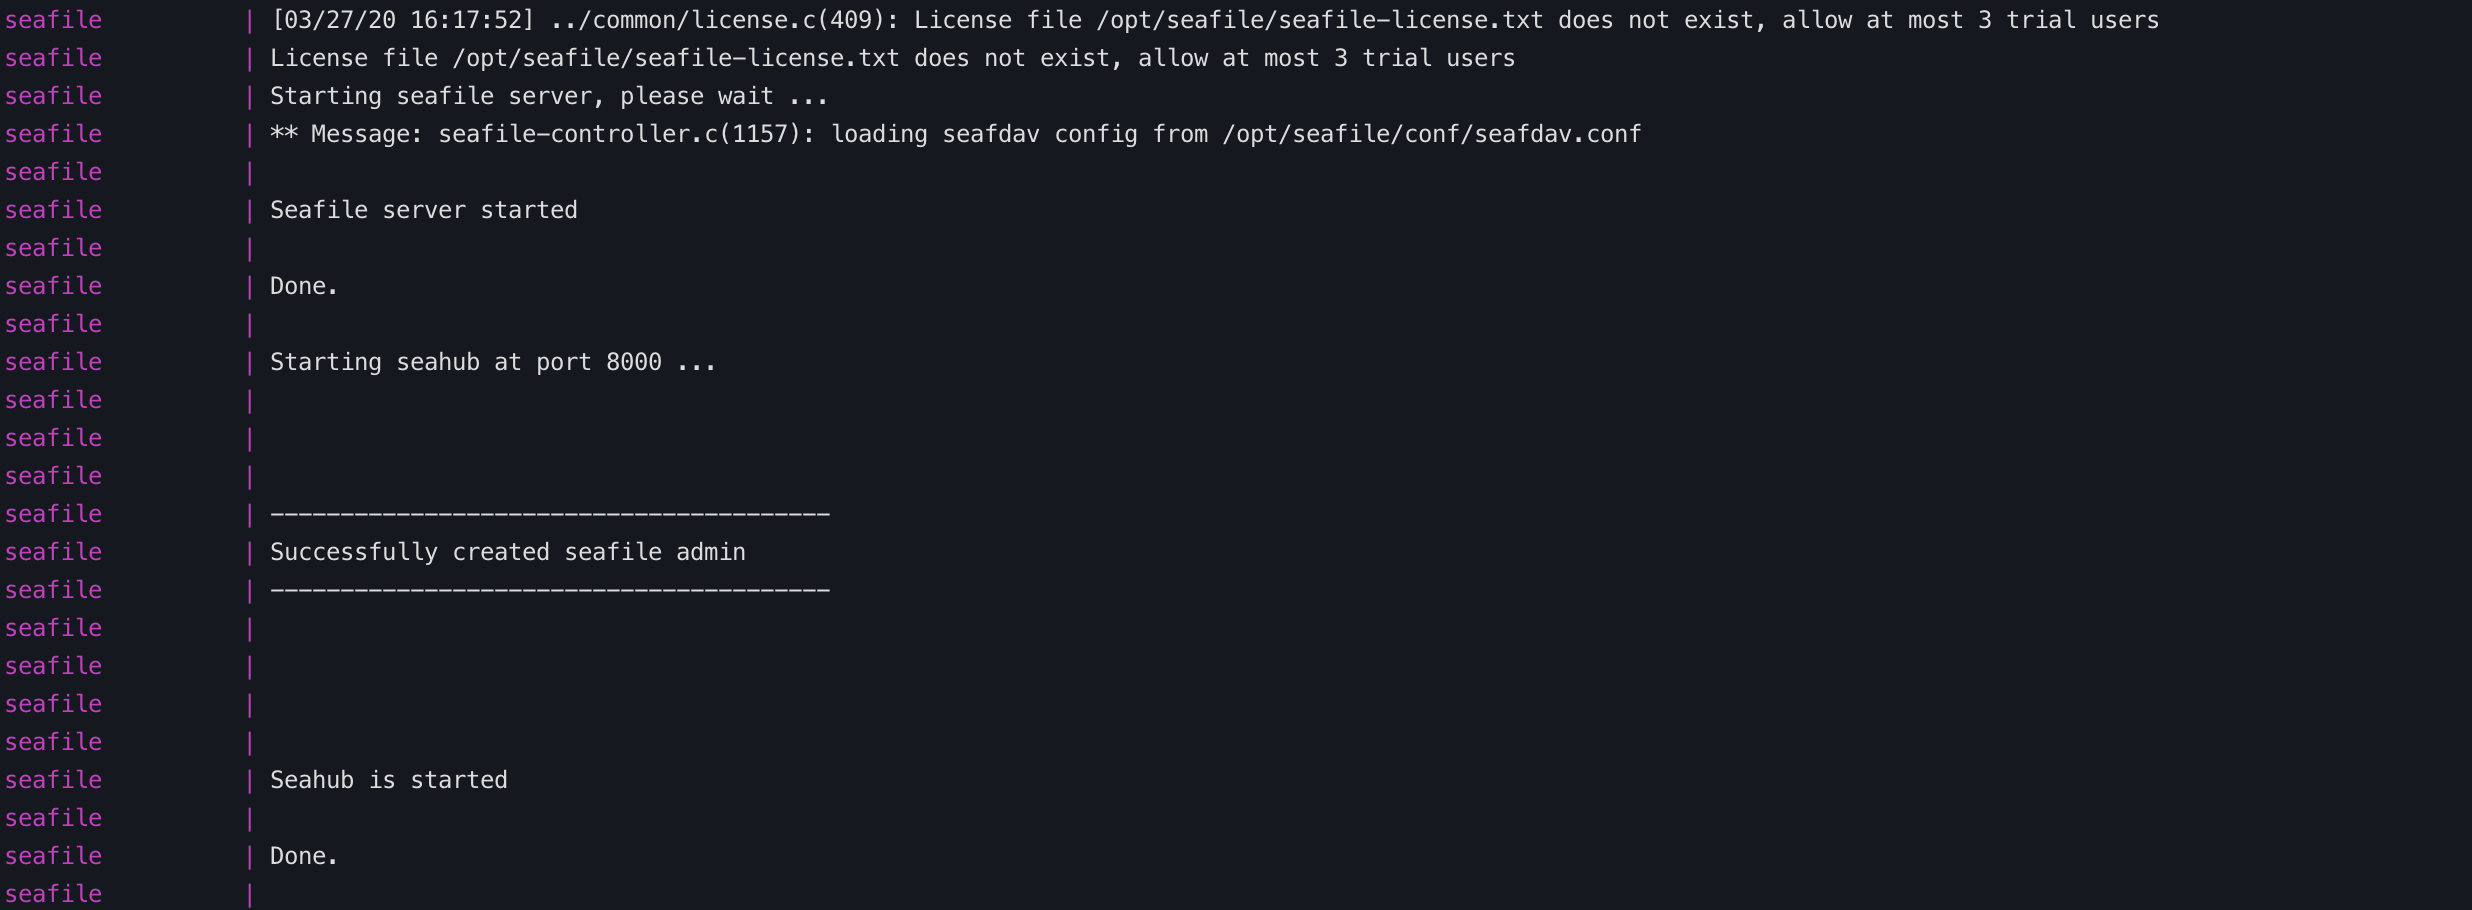 seafile | [03/27/20 16:17:52] ../common/license.c(409): License file /opt/seafile/seafile-license.txt does not exist, allow at most 3 trial users
seafile | License file /opt/seafile/seafile-license.txt does not exist, allow at most 3 trial users
seafile | Starting seafile server, please wait ...
seafile | ** Message: seafile-controller.c(1157): loading seafdav config from /opt/seafile/conf/seafdav.conf
seafile |
seafile | Seafile server started
seafile |
seafile | Done.
seafile |
seafile | Starting seahub at port 8000 ...
seafile |
seafile |
seafile |
seafile | ----------------------------------------
seafile | Successfully created seafile admin
seafile | ----------------------------------------
seafile |
seafile |
seafile |
seafile |
seafile | Seahub is started
seafile |
seafile | Done.
seafile |